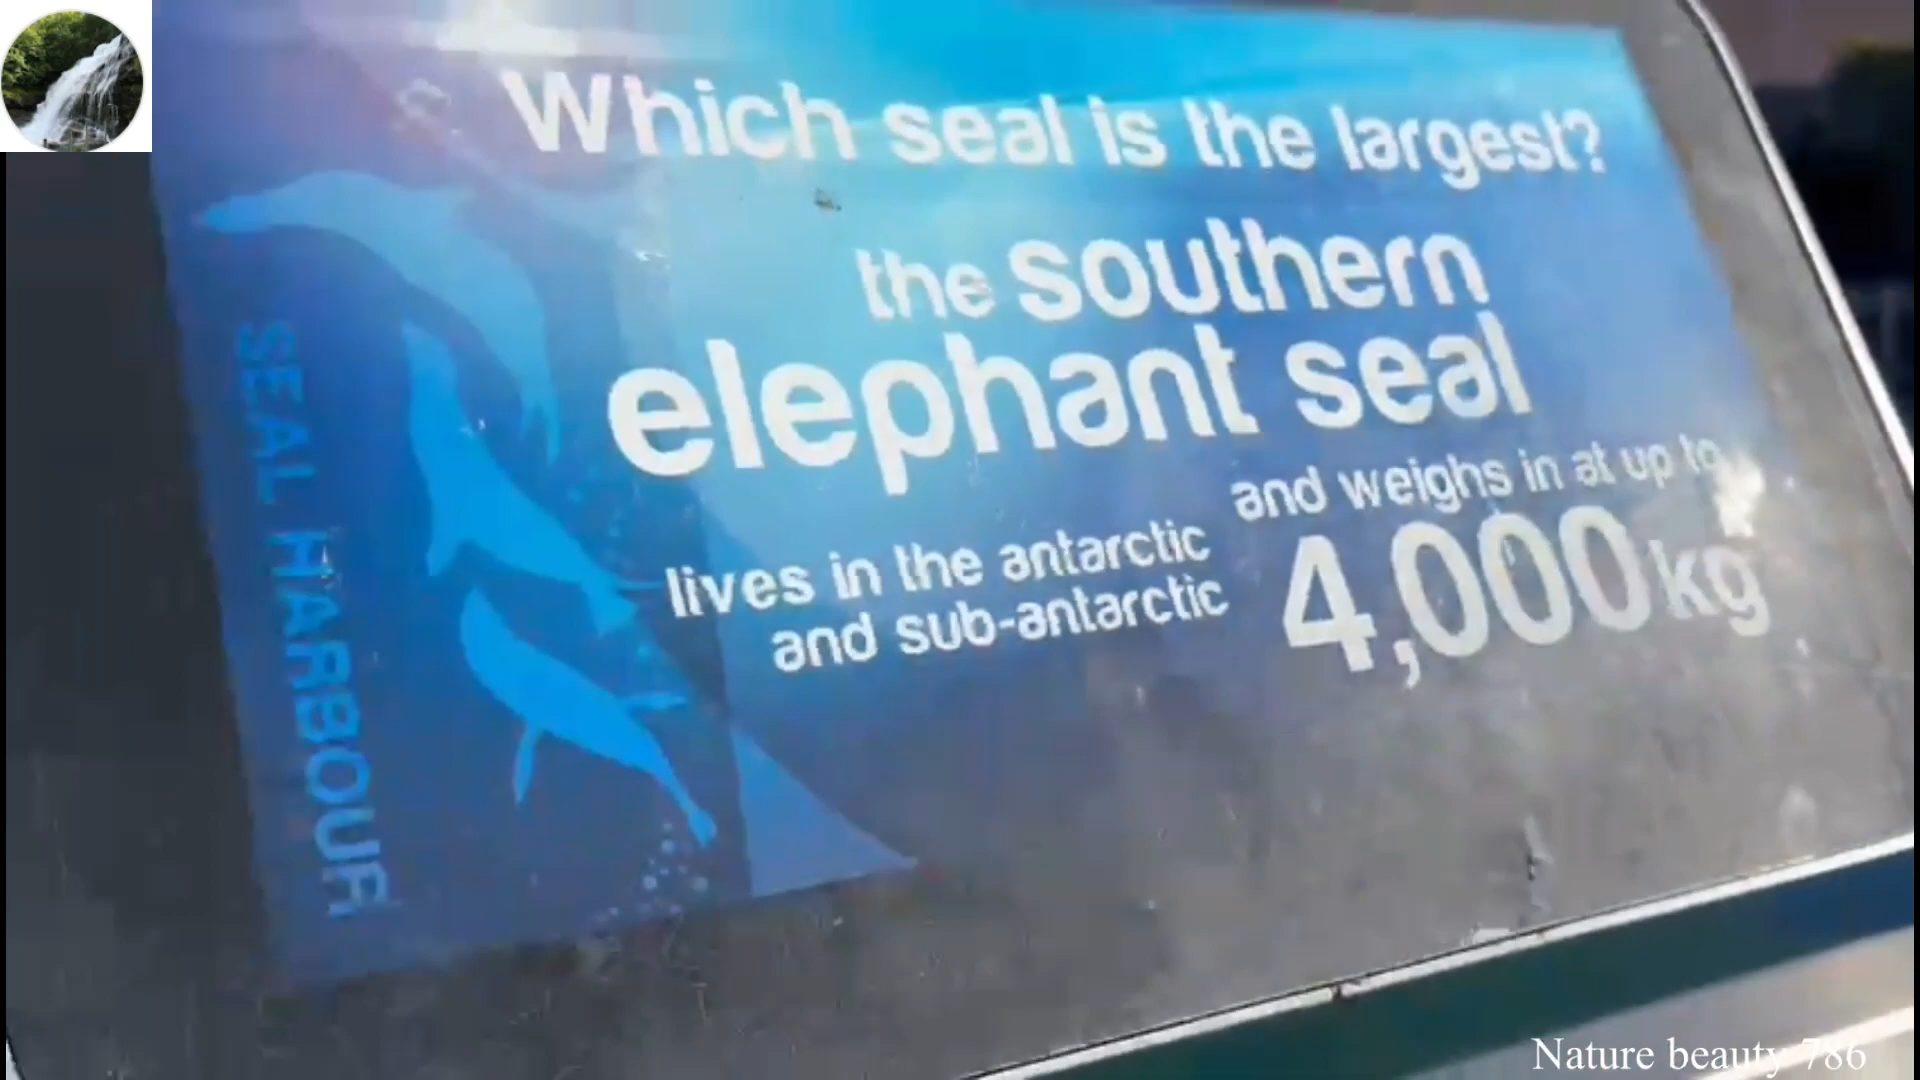 Which seal is the largest?
the southern
elephant seal
lives in the antarctic
and sub-antarctic
and weighs in at up to
4,000kg
SEAL HARBOUR
Nature beauty 786